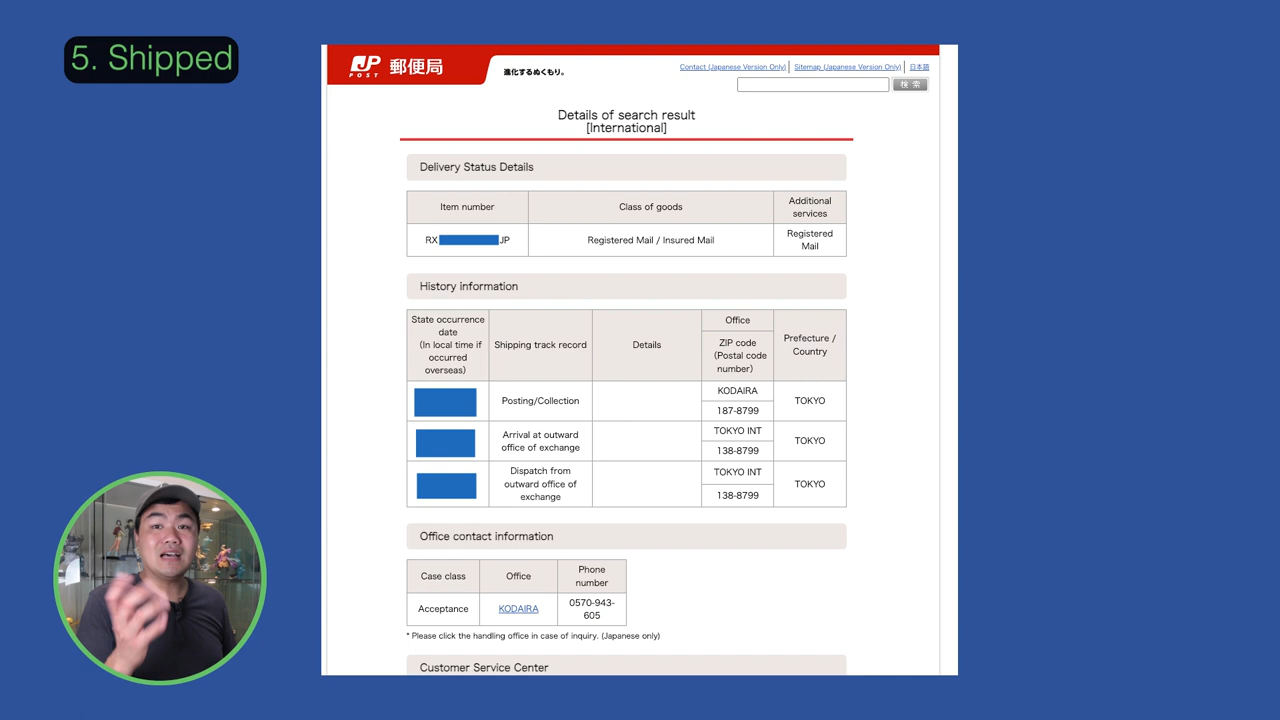 5. Shipped
JP
POST
郵便局
進化するぬくもり。
Contact (Japanese Version Only)
Sitemap (Japanese Version Only)
日本語
検 索
Details of search result
[International]
Delivery Status Details
Item number
Class of goods
Additional
services
RX
JP
Registered Mail / Insured Mail
Registered
Mail
History information
State occurrence
date
(In local time if
occurred
overseas)
Shipping track record
Details
Office
ZIP code
(Postal code
number)
Prefecture /
Country
Posting/Collection
KODAIRA
187-8799
TOKYO
Arrival at outward
office of exchange
TOKYO INT
138-8799
TOKYO
Dispatch from
outward office of
exchange
TOKYO INT
138-8799
TOKYO
Office contact information
Case class
Office
Phone
number
Acceptance
KODAIRA
0570-943-
605
* Please click the handling office in case of inquiry. (Japanese only)
Customer Service Center